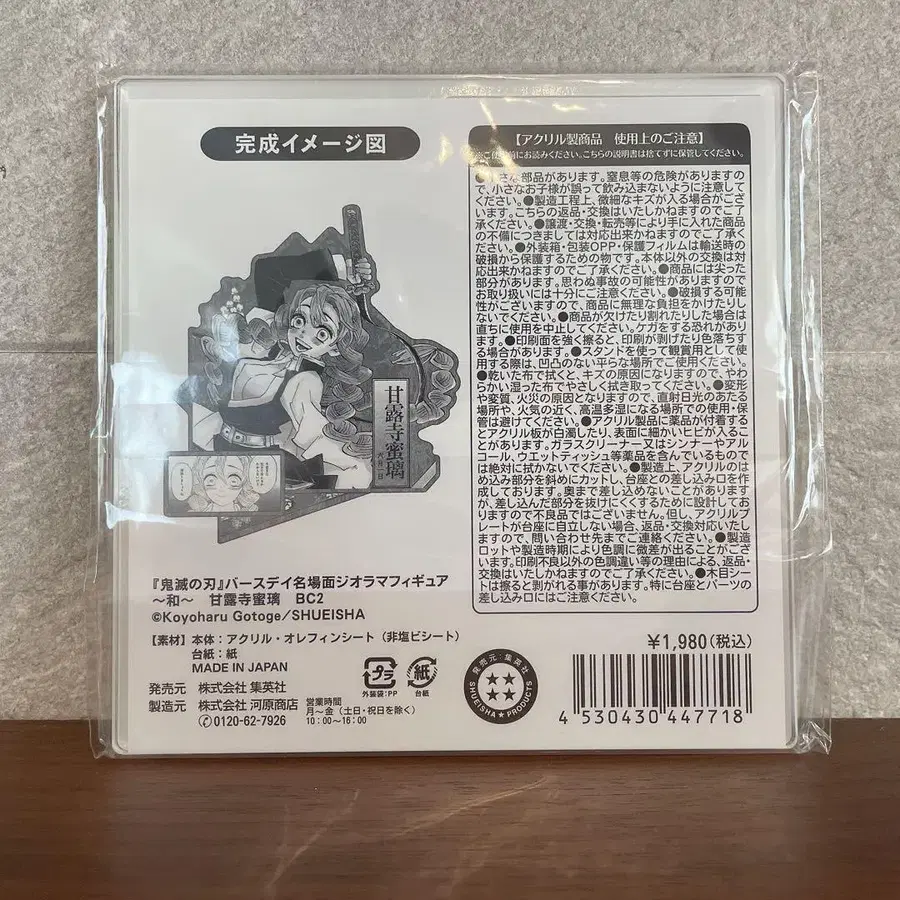 完成イメージ図
【アクリル製商品 使用上のご注意】
●ご使用前にお読みください。こちらの説明書は捨てずに保管してください。
●小さな部品があります。窒息等の危険がありますの
で、小さなお子様が誤って飲み込まないように注意して
ください。●製造工程上、微細なキズが入る場合がござ
います。こちらの返品・交換はいたしかねますのでご了
承ください。●譲渡・交換・転売等により手に入れた商品
の不備につきましては対応出来かねますのでご了承くだ
さい。●外装箱・包装OPP・保護フィルムは輸送時の
破損から保護するための物です。本体以外の交換は対
応出来かねますのでご了承ください。●商品には尖った
部分があります。思わぬ事故の可能性がありますので
お取り扱いには十分にご注意ください。●破損する可能
性がございますので、商品に無理な負担をかけたりし
ないでください。●商品が欠けたり割れたりした場合は
直ちに使用を中止してください。ケガをする恐れがあり
ます。●印刷面を強く擦ると、印刷が剥げたり色落ちす
る場合があります。●スタンドを使って観賞用として使
用する際は、凹凸のない平らな場所でご使用ください。
●乾いた布で拭くと、キズの原因になりますので、やわ
らかい湿った布でやさしく拭き取ってください。●変形
や変質、火災の原因となりますので、直射日光のあたる
場所や、火気の近く、高温多湿になる場所での使用・保
管は避けてください。●アクリル製品に薬品が付着する
とアクリル板が白濁したり、表面に細かいヒビが入るこ
とがあります。ガラスクリーナー又はシンナーやアル
コール、ウエットティッシュ等薬品を含んでいるもので
は絶対に拭かないでください。●製造上、アクリルのは
め込み部分を斜めにカットし、台座との差し込み口を作
成しております。奥まで差し込めないことがあります
が、差し込んだ部分を抜けにくくするために設計してお
りますので不良品ではございません。但し、アクリルプ
レートが台座に自立しない場合、返品・交換対応いたし
ますので、問い合わせ先までご連絡ください。●製造
ロットや製造時期により色調に微差が出ることがござい
ます。印刷不良以外の色調違い等の理由による、返品・
交換はいたしかねますのでご了承ください。●木目シート
は擦ると剥がれる事があります。特に台座とパーツの
差し込み口にはご注意ください。
甘露寺蜜璃
六月一日
『鬼滅の刃』バースデイ名場面ジオラマフィギュア
～和～ 甘露寺蜜璃 BC2
©Koyoharu Gotoge/SHUEISHA
【素材】本体：アクリル・オレフィンシート（非塩ビシート）
台紙：紙
MADE IN JAPAN
発売元 株式会社 集英社
製造元 株式会社 河原商店
0120-62-7926
営業時間
月～金（土日・祝日を除く）
10：00～16：00
プラ
外装袋：PP
紙
台紙
発売元：集英社
SHUEISHA★PRODUCTS
¥1,980(税込)
4 530430 447718